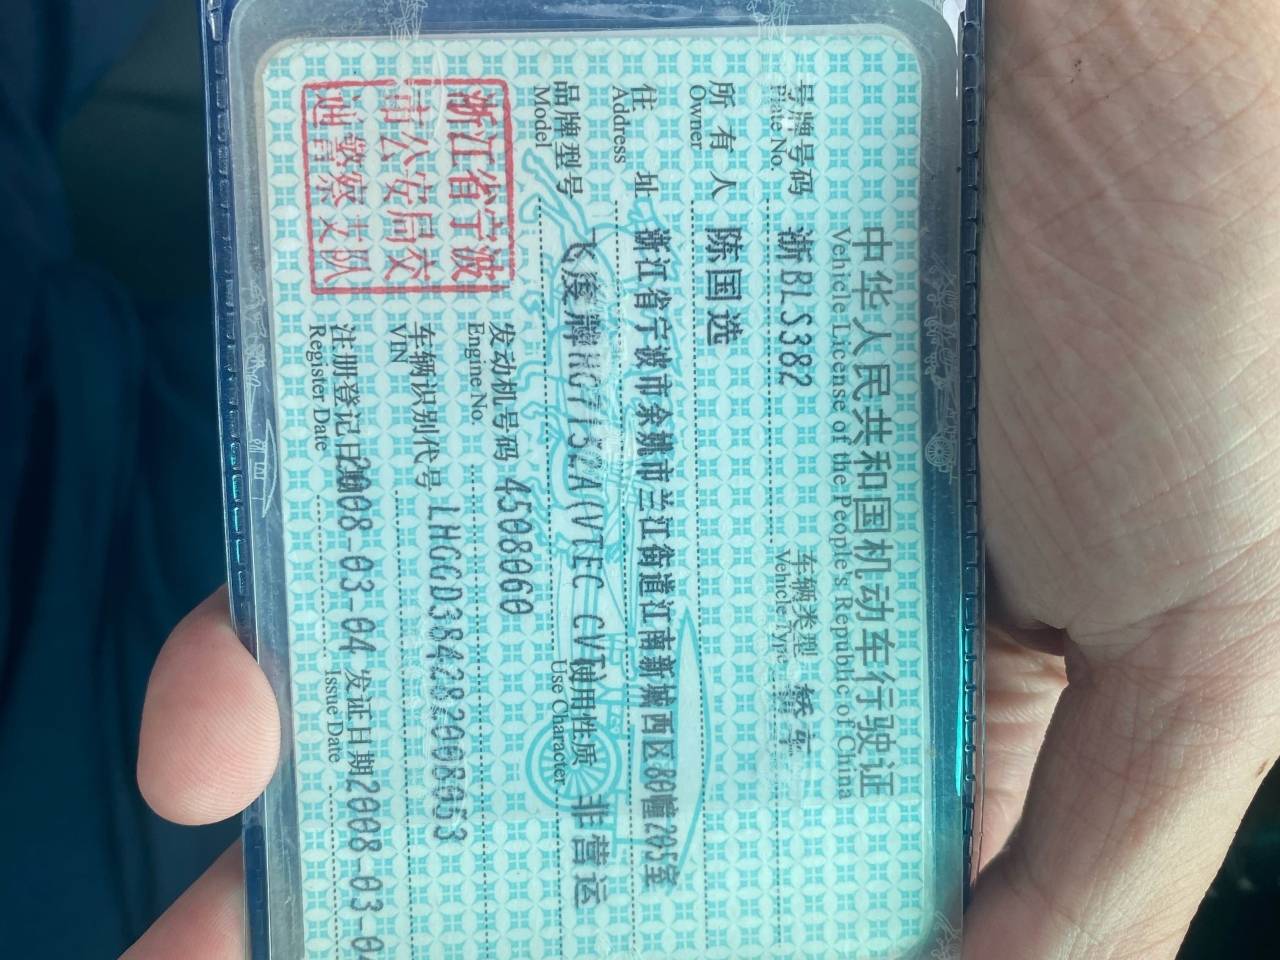 中华人民共和国机动车行驶证
Vehicle License of the People's Republic of China
号牌号码 浙BLS382 车辆类型 轿车
Plate No. Vehicle Type
所有人 陈国选
Owner
住址 浙江省宁波市余姚市兰江街道江南新城西区80幢205室
Address
品牌型号 飞度牌HG7132A(VTEC CVT) 使用性质 非营运
Model Use Character
浙江省宁波
市公安局交
通警察支队
发动机号码 4508060
Engine No.
车辆识别代号 LHGGD384282008053
VIN
注册登记日期 2008-03-04 发证日期 2008-03-0
Register Date Issue Date